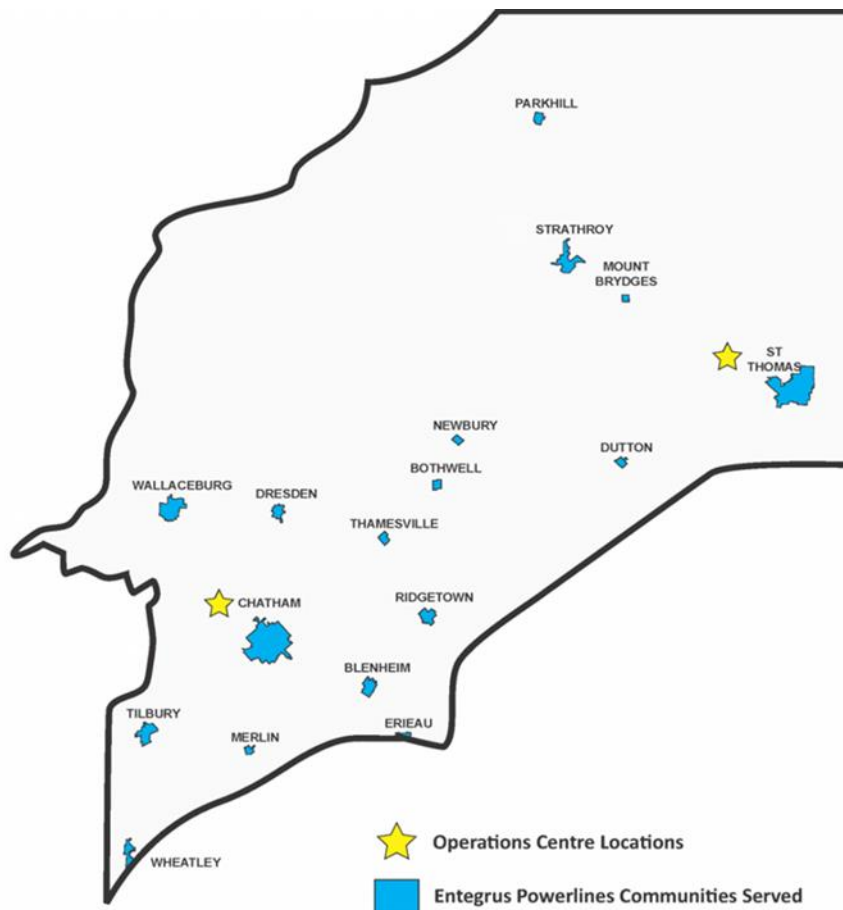 PARKHILL
STRATHROY
MOUNT
BRYDGES
ST
THOMAS
NEWBURY
DUTTON
BOTHWELL
WALLACEBURG
DRESDEN
THAMESVILLE
CHATHAM
RIDGETOWN
BLENHEIM
TILBURY
ERIEAU
MERLIN
WHEATLEY
Operations Centre Locations
Entegrus Powerlines Communities Served